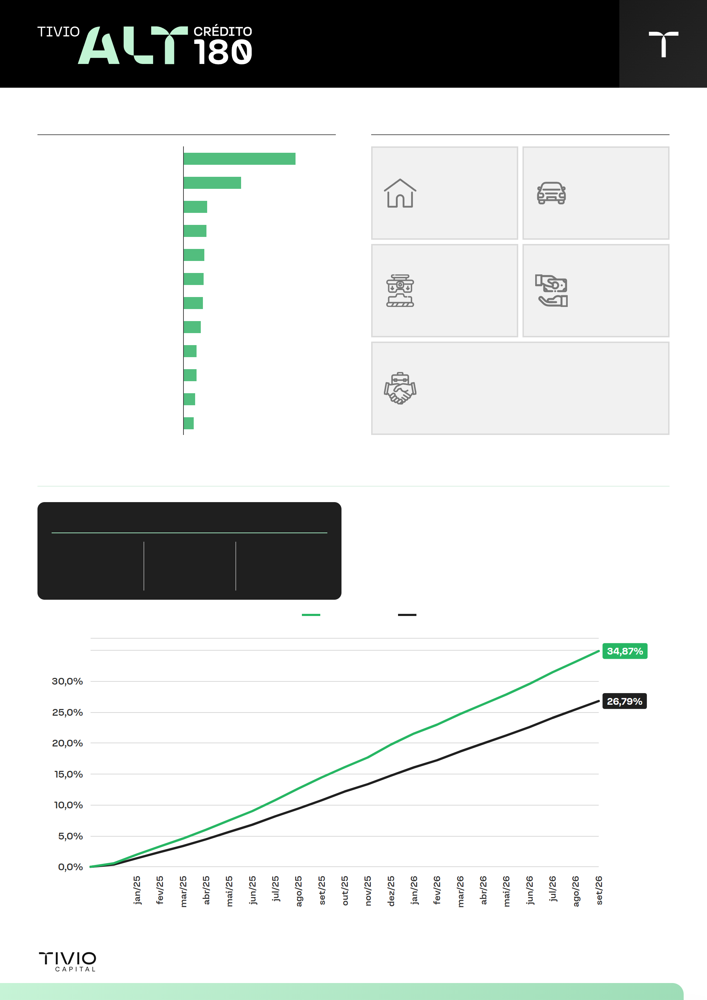 TIVIO ALT CRÉDITO
180
34,87%
30,0%
26,79%
25,0%
20,0%
15,0%
10,0%
5,0%
0,0%
jan/25
fev/25
mar/25
abr/25
mai/25
jun/25
jul/25
ago/25
set/25
out/25
nov/25
dez/25
jan/26
fev/26
mar/26
abr/26
mai/26
jun/26
jul/26
ago/26
set/26
TIVIO
CAPITAL